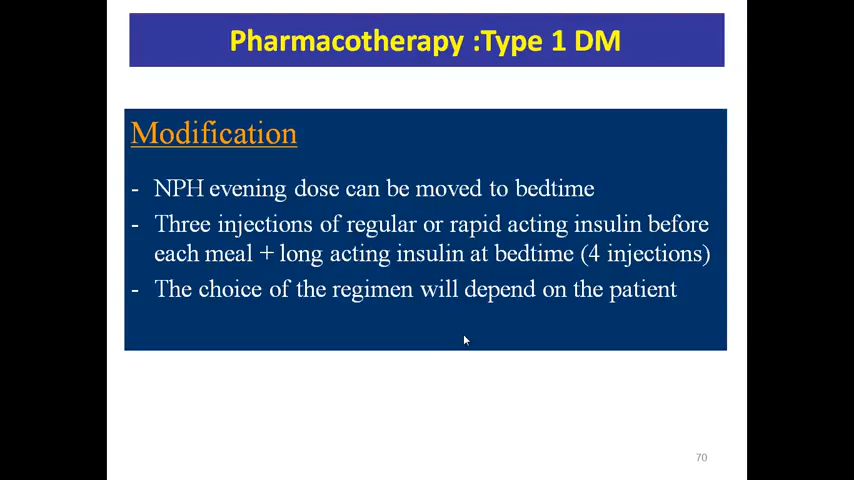 Pharmacotherapy :Type 1 DM
Modification
- NPH evening dose can be moved to bedtime
- Three injections of regular or rapid acting insulin before
each meal + long acting insulin at bedtime (4 injections)
- The choice of the regimen will depend on the patient
70